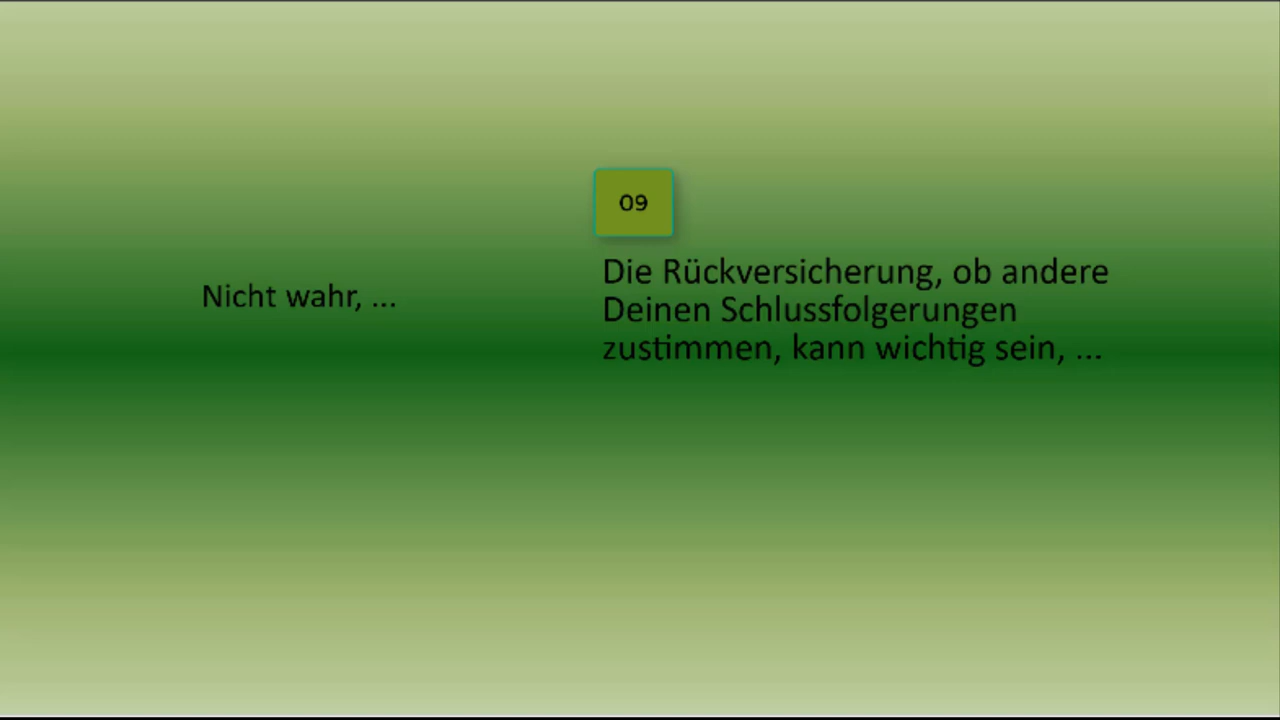 Nicht wahr, ...
09
Die Rückversicherung, ob andere
Deinen Schlussfolgerungen
zustimmen, kann wichtig sein, ...